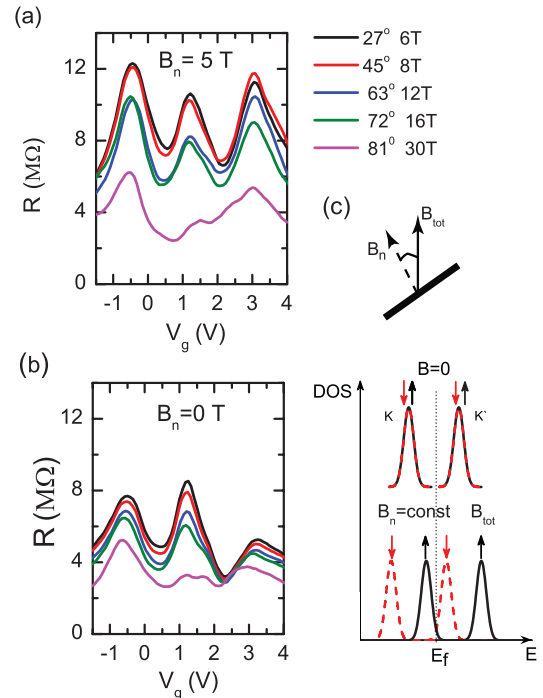 (a)
B_n = 5 T
R (MΩ)
12
8
4
0
-1 0 1 2 3 4
V_g (V)
27° 6T
45° 8T
63° 12T
72° 16T
81⁰ 30T
(c)
B_tot
B_n
(b)
B_n=0 T
R (MΩ)
12
8
4
0
-1 0 1 2 3 4
V_g (V)
B=0
DOS
K K`
B_n=const B_tot
E_f E